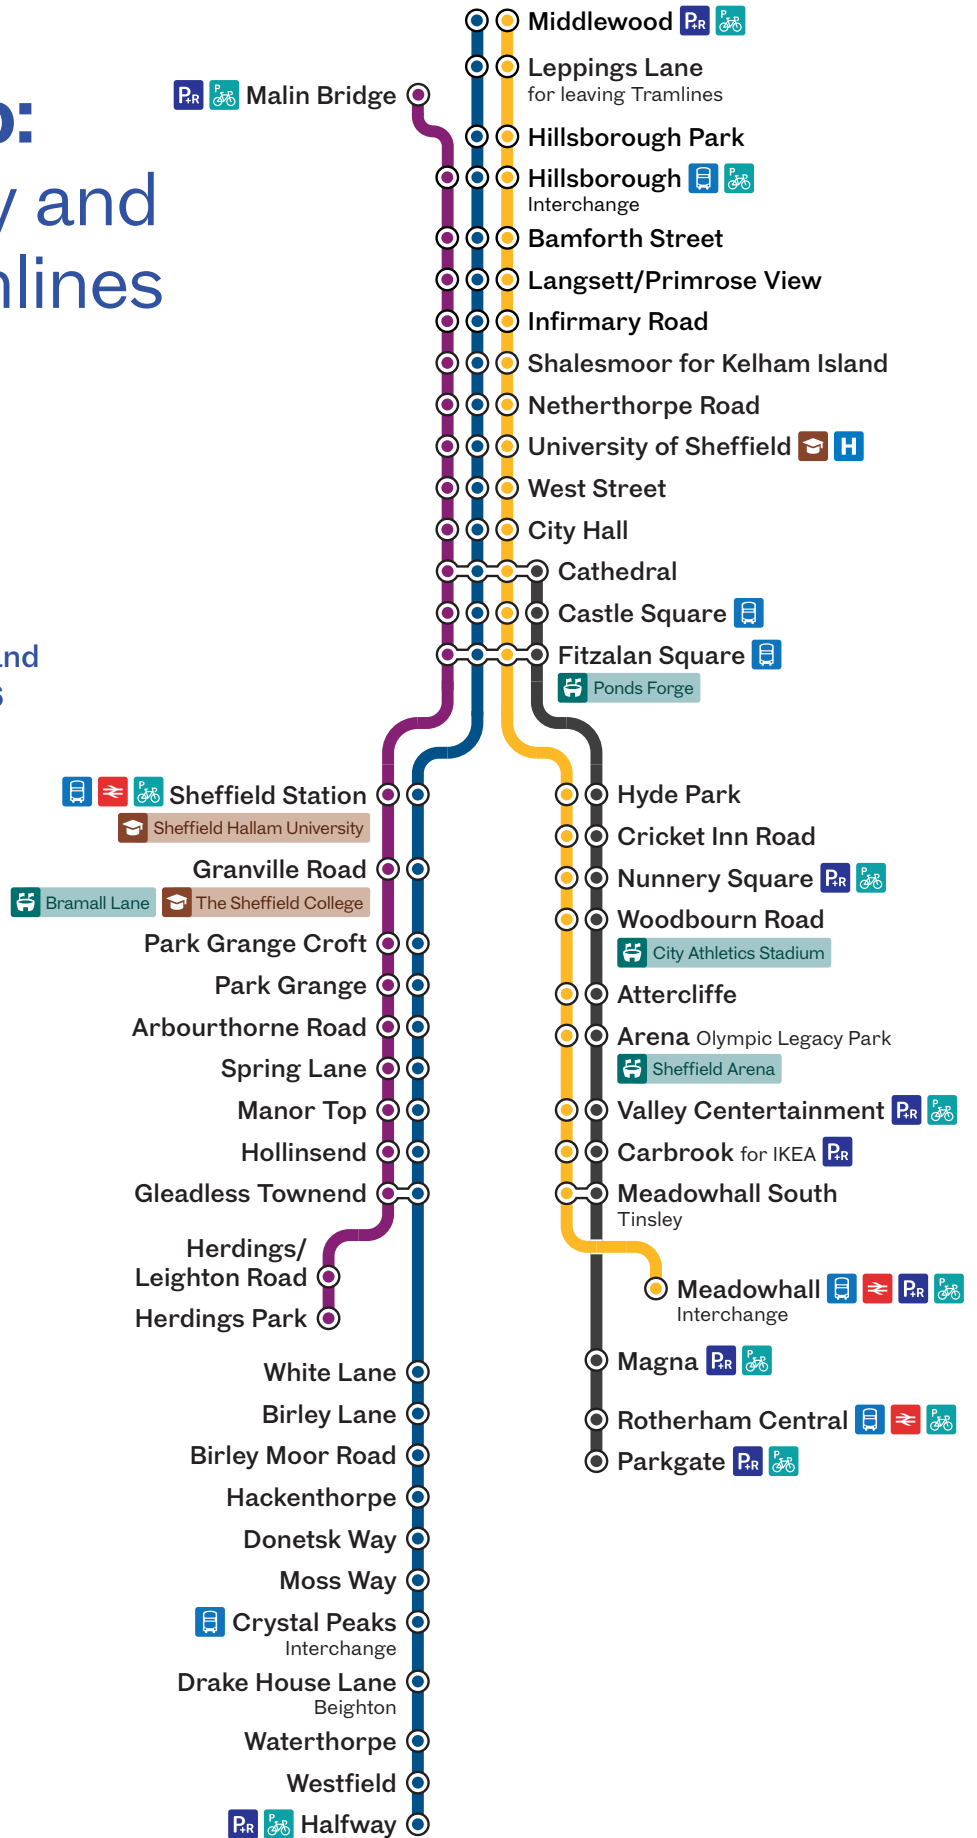 Middlewood P+R P
Leppings Lane
for leaving Tramlines
P+R P Malin Bridge
Hillsborough Park
Hillsborough P
Interchange
y and
Bamforth Street
Langsett/Primrose View
Infirmary Road
Shalesmoor for Kelham Island
Netherthorpe Road
University of Sheffield H
West Street
City Hall
Cathedral
Castle Square
Fitzalan Square
Ponds Forge
P Sheffield Station
Sheffield Hallam University
Granville Road
Bramall Lane The Sheffield College
Park Grange Croft
Park Grange
Arbourthorne Road
Spring Lane
Manor Top
Hollinsend
Gleadless Townend
Herdings/
Leighton Road
Herdings Park
White Lane
Birley Lane
Birley Moor Road
Hackenthorpe
Donetsk Way
Moss Way
Crystal Peaks
Interchange
Drake House Lane
Beighton
Waterthorpe
Westfield
P+R P Halfway
Hyde Park
Cricket Inn Road
Nunnery Square P+R P
Woodbourn Road
City Athletics Stadium
Attercliffe
Arena Olympic Legacy Park
Sheffield Arena
Valley Centertainment P+R P
Carbrook for IKEA P+R
Meadowhall South
Tinsley
Meadowhall P+R P
Interchange
Magna P+R P
Rotherham Central P
Parkgate P+R P